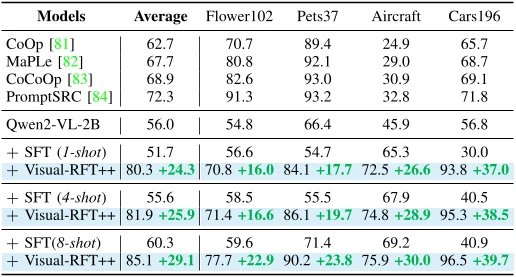 Models Average Flower102 Pets37 Aircraft Cars196
CoOp [81] 62.7 70.7 89.4 24.9 65.7
MaPLe [82] 67.7 80.8 92.1 29.0 68.7
CoCoOp [83] 68.9 82.6 93.0 30.9 69.1
PromptSRC [84] 72.3 91.3 93.2 32.8 71.8
Qwen2-VL-2B 56.0 54.8 66.4 45.9 56.8
+ SFT (1-shot) 51.7 56.6 54.7 65.3 30.0
+ Visual-RFT++ 80.3 +24.3 70.8 +16.0 84.1 +17.7 72.5 +26.6 93.8 +37.0
+ SFT (4-shot) 55.6 58.5 55.5 67.9 40.5
+ Visual-RFT++ 81.9 +25.9 71.4 +16.6 86.1 +19.7 74.8 +28.9 95.3 +38.5
+ SFT(8-shot) 60.3 59.6 71.4 69.2 40.9
+ Visual-RFT++ 85.1 +29.1 77.7 +22.9 90.2 +23.8 75.9 +30.0 96.5 +39.7